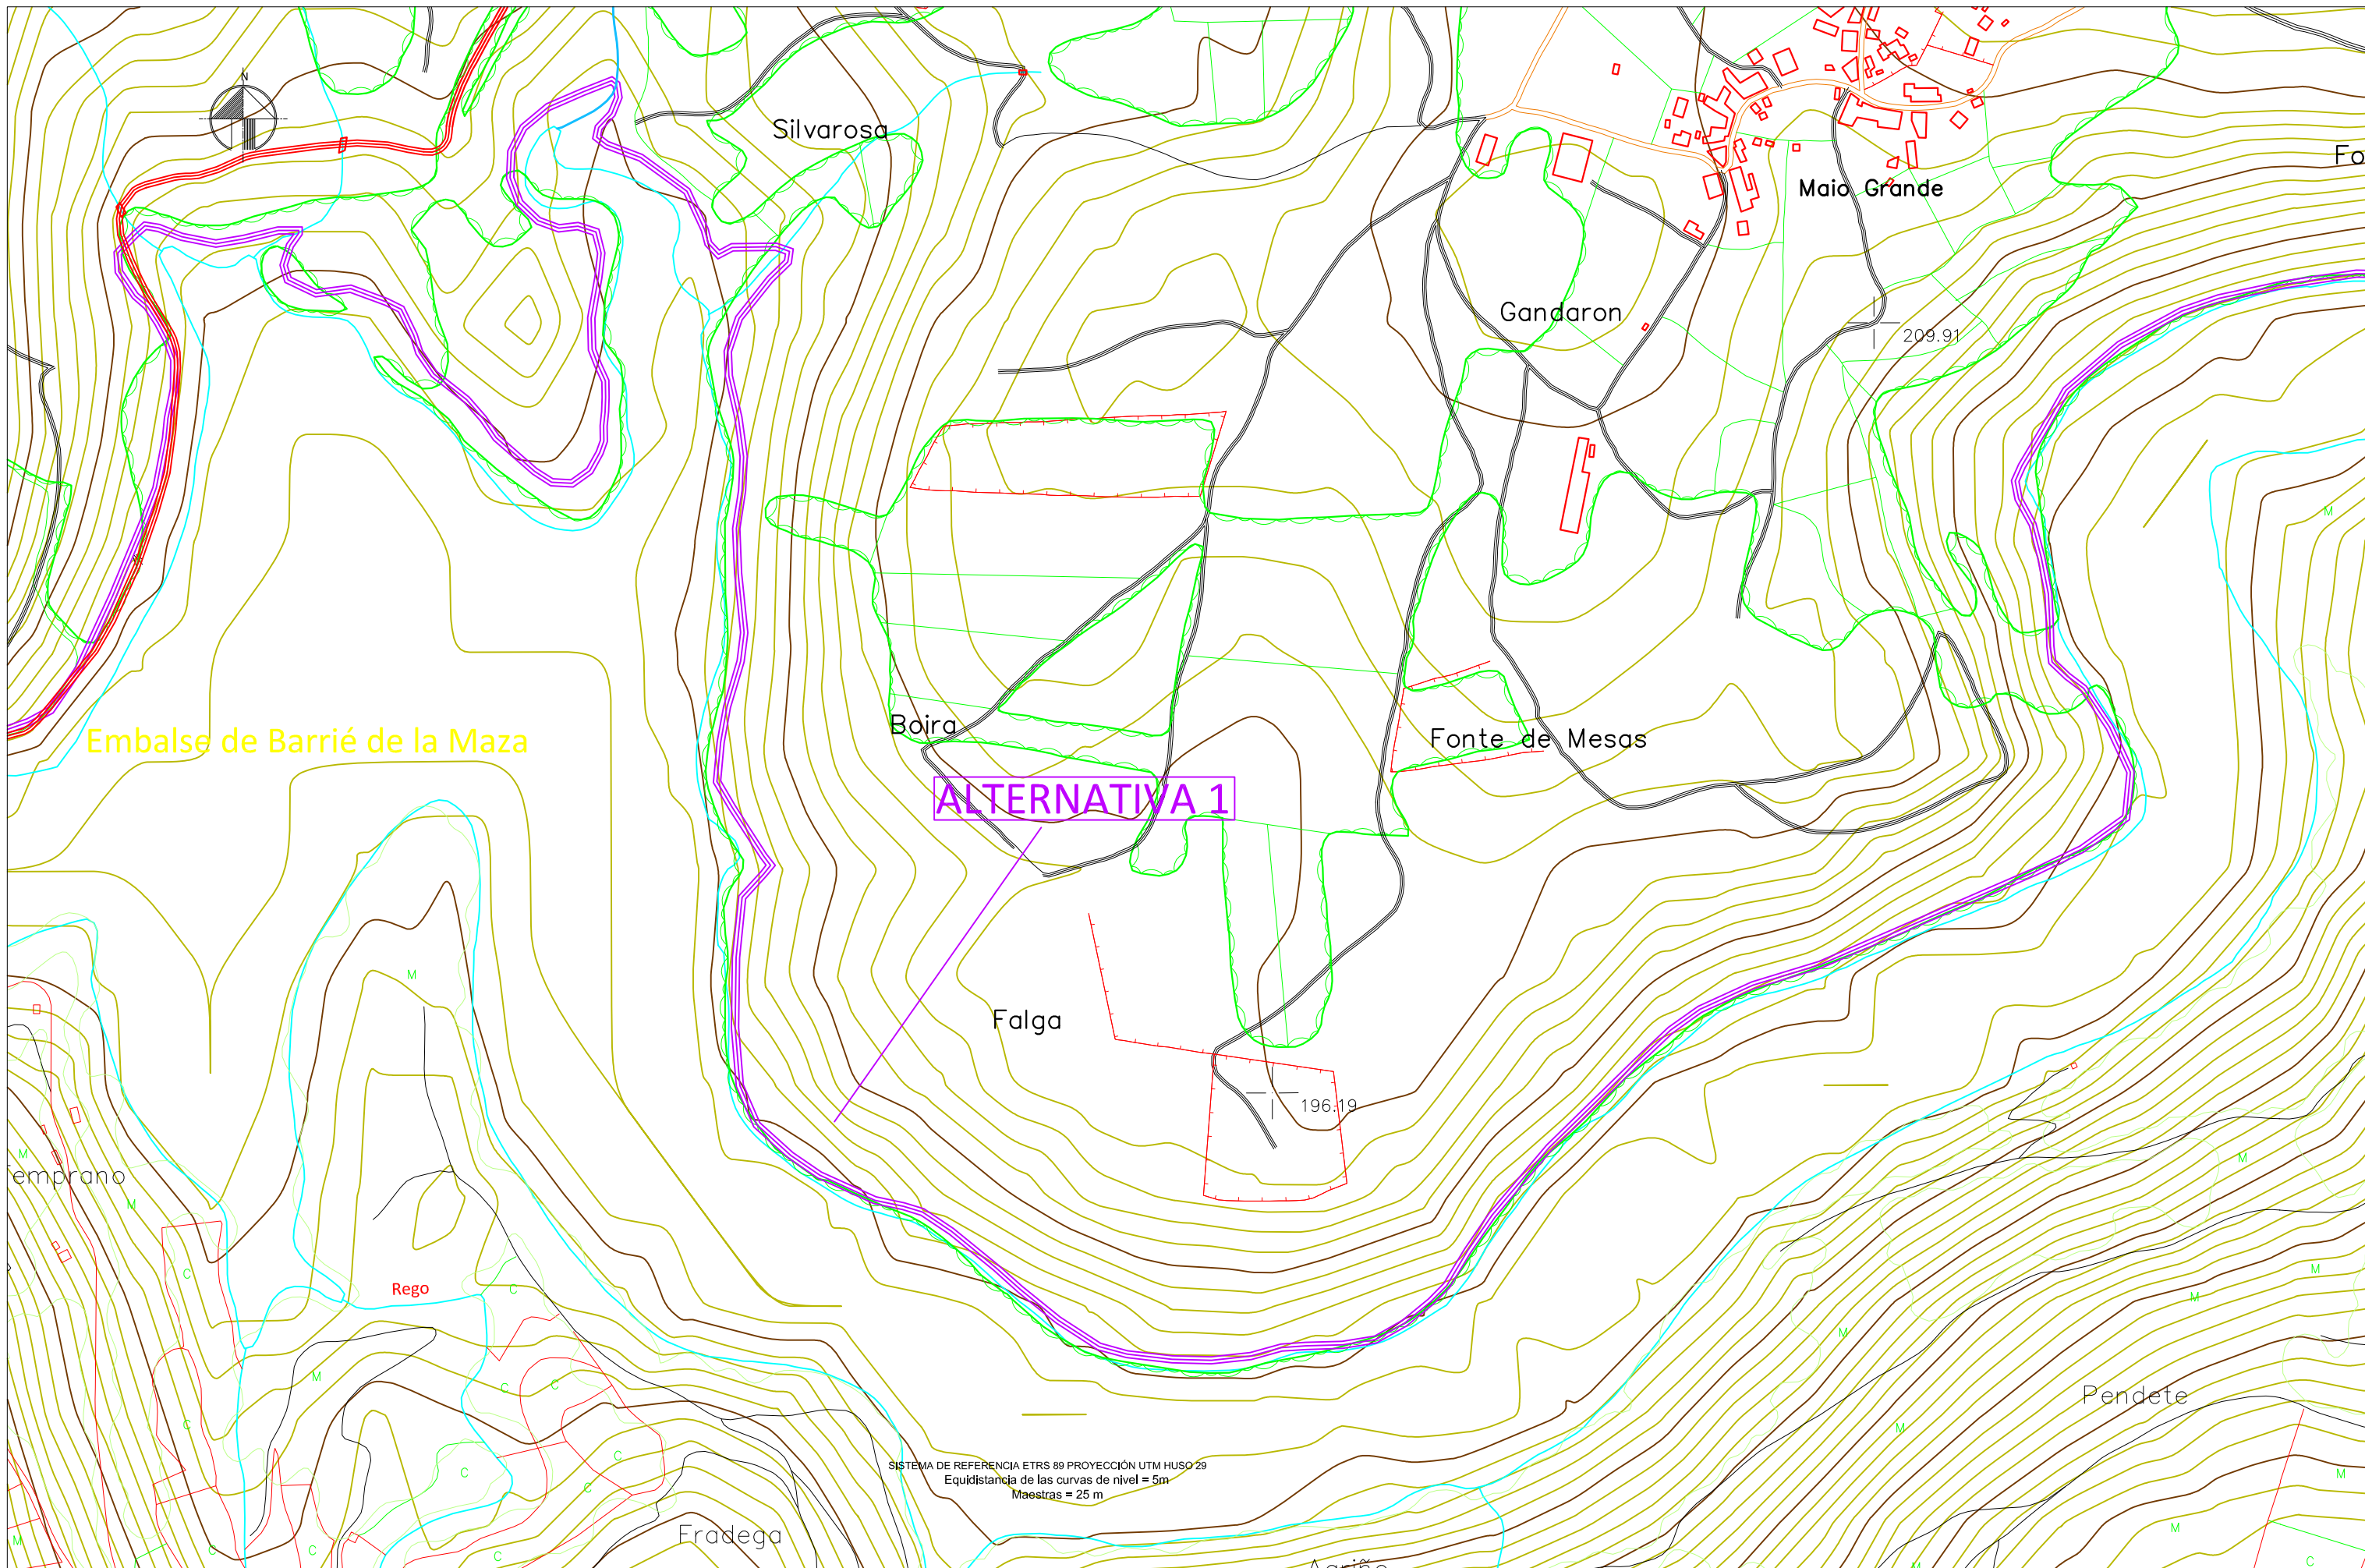 N
Silvarosa
Fo
Maio Grande
Gandaron
209.91
M
Boira
Fonte de Mesas
Embalse de Barrié de la Maza
ALTERNATIVA 1
M
Falga
196.19
M
M
emprano
M
C
Rego
C
M
M
M
M
C
C
C
M
Pendete
M
C
C
C
M
SISTEMA DE REFERENCIA ETRS 89 PROYECCIÓN UTM HUSO 29
Equidistancia de las curvas de nivel = 5m
Maestras = 25 m
Fradega
M
M
C
C
C
C
M